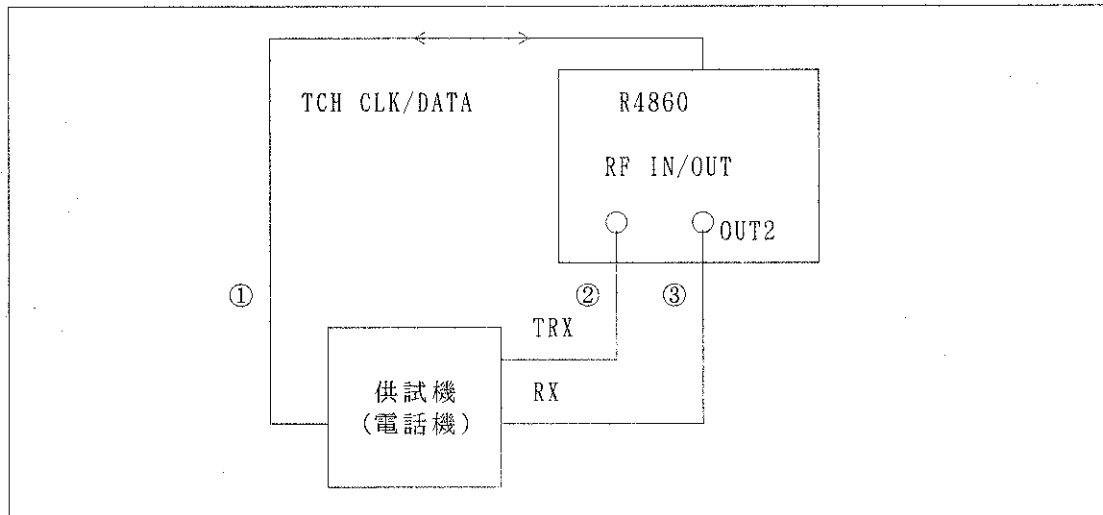 TCH CLK/DATA
R4860
RF IN/OUT
OUT2
①
②
③
TRX
RX
供試機
(電話機)